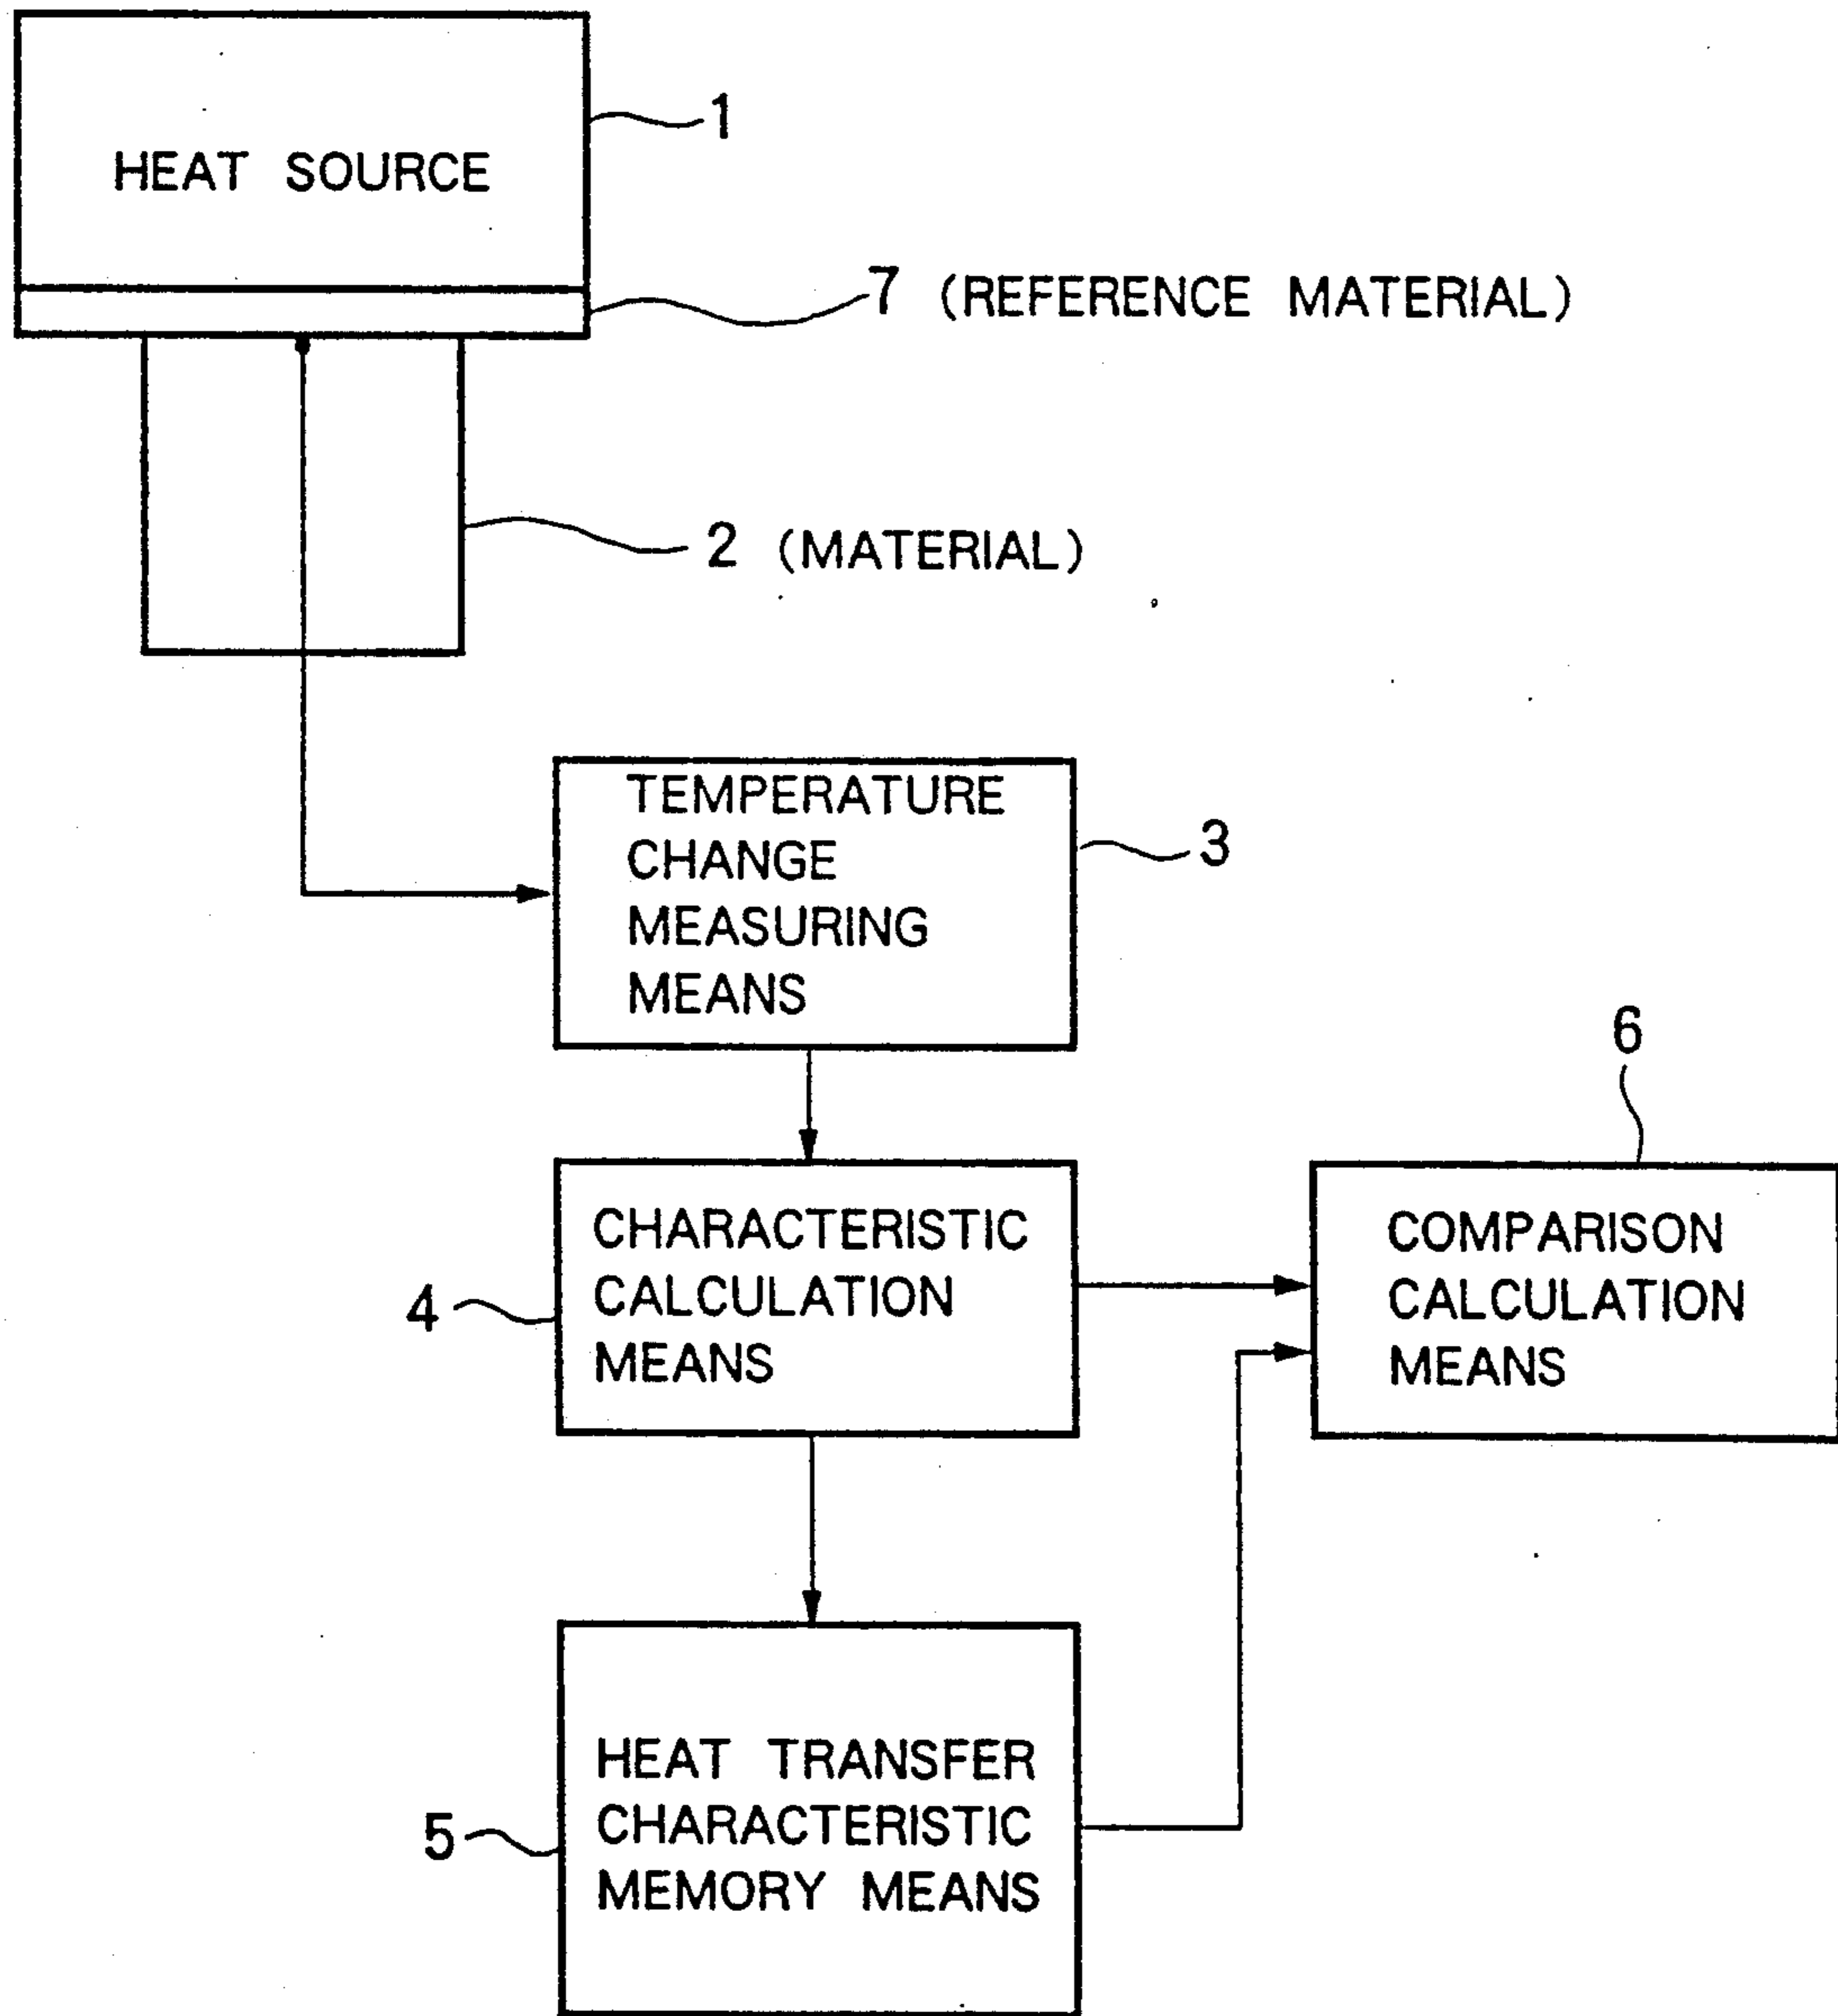 1
HEAT SOURCE
7 (REFERENCE MATERIAL)
2 (MATERIAL)
TEMPERATURE
CHANGE
MEASURING
MEANS
3
6
CHARACTERISTIC
CALCULATION
MEANS
4
COMPARISON
CALCULATION
MEANS
HEAT TRANSFER
CHARACTERISTIC
MEMORY MEANS
5